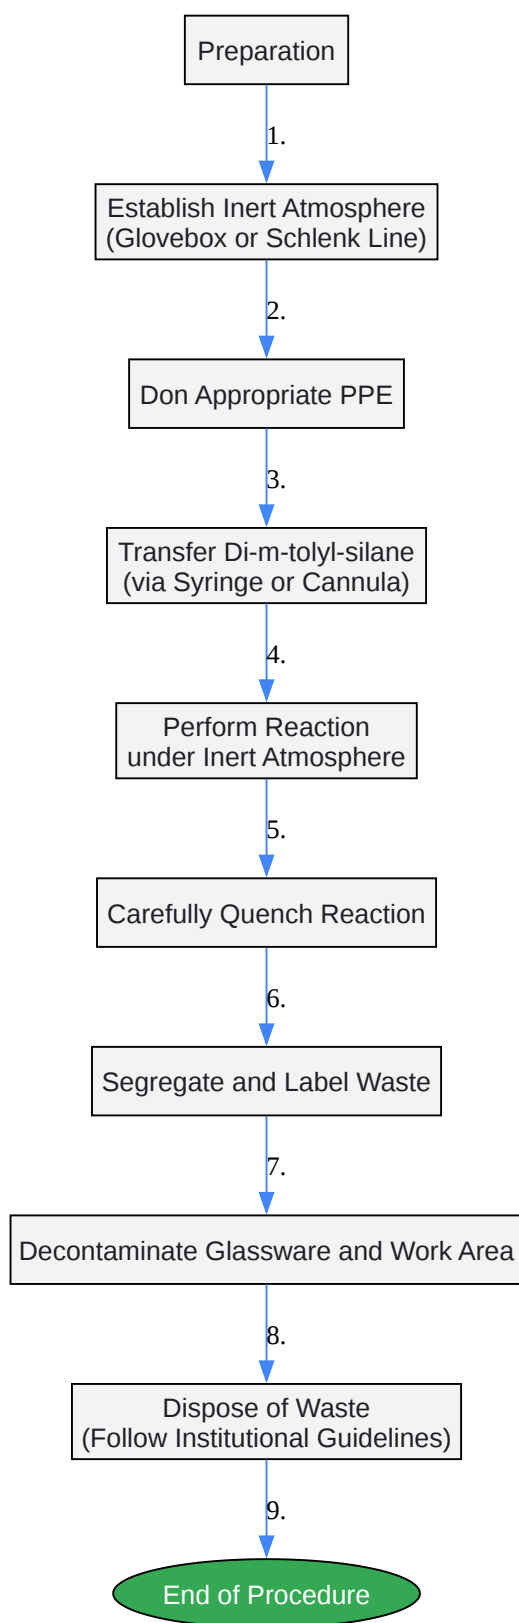 Preparation
1.
Establish Inert Atmosphere
(Glovebox or Schlenk Line)
2.
Don Appropriate PPE
3.
Transfer Di-m-tolyl-silane
(via Syringe or Cannula)
4.
Perform Reaction
under Inert Atmosphere
5.
Carefully Quench Reaction
6.
Segregate and Label Waste
7.
Decontaminate Glassware and Work Area
8.
Dispose of Waste
(Follow Institutional Guidelines)
9.
End of Procedure